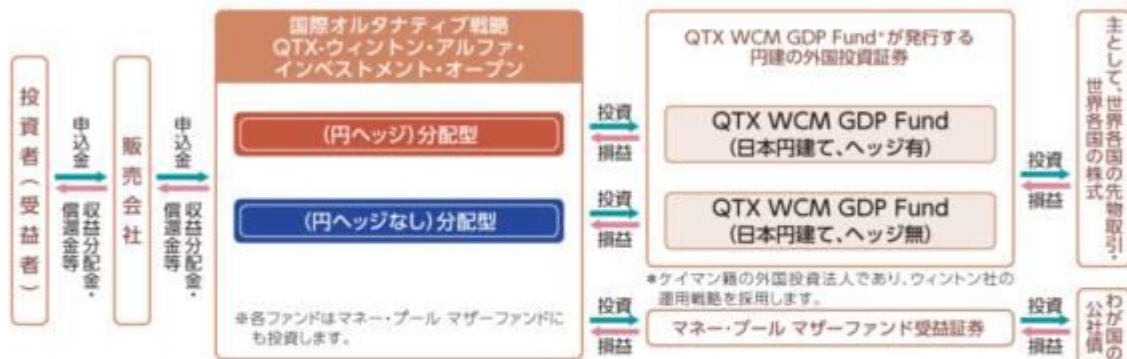 投資者(受益者)
申込金
収益分配金・
償還金等
販売会社
申込金
収益分配金・
償還金等
国際オルタナティブ戦略
QTX-ウィントン・アルファ・
インベストメント・オープン
(円ヘッジ)分配型
(円ヘッジなし)分配型
※各ファンドはマネー・プール マザーファンドに
も投資します。
投資
損益
投資
損益
投資
損益
QTX WCM GDP Fund*が発行する
円建の外国投資証券
QTX WCM GDP Fund
(日本円建て、ヘッジ有)
QTX WCM GDP Fund
(日本円建て、ヘッジ無)
*ケイマン籍の外国投資法人であり、ウィントン社の
運用戦略を採用します。
マネー・プール マザーファンド受益証券
投資
損益
投資
損益
主として、世界各国の先物取引・
世界各国の株式
わが国の
公社債